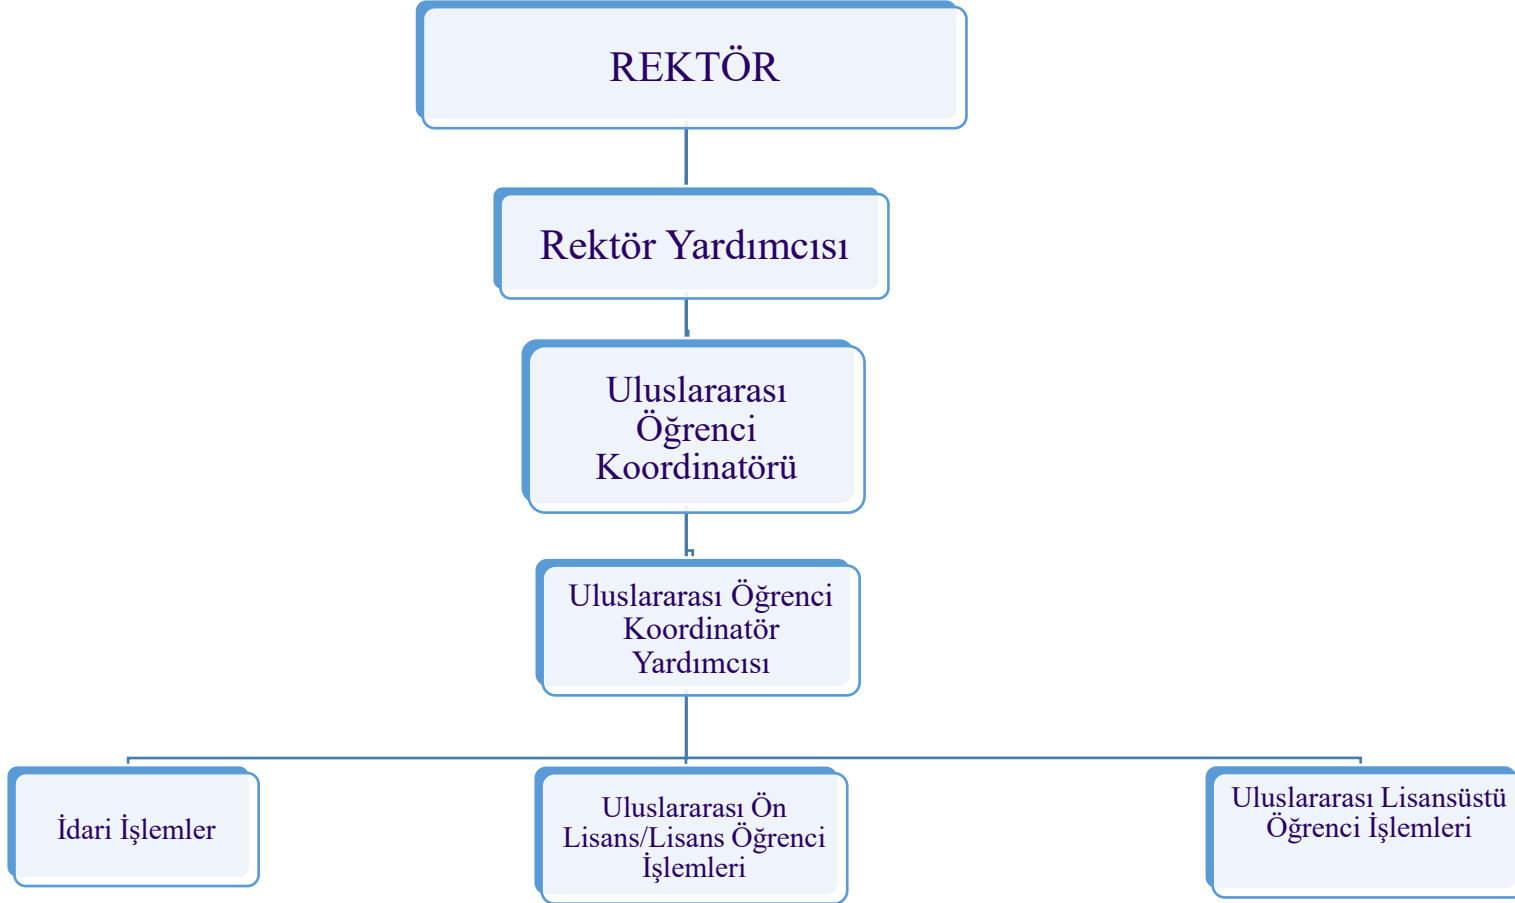 REKTÖR
Rektör Yardımcısı
Uluslararası
Öğrenci
Koordinatörü
Uluslararası Öğrenci
Koordinatör
Yardımcısı
İdari İşlemler
Uluslararası Ön
Lisans/Lisans Öğrenci
İşlemleri
Uluslararası Lisansüstü
Öğrenci İşlemleri